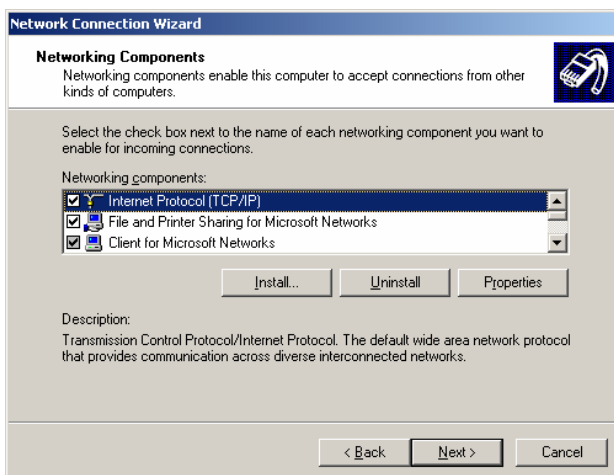 Network Connection Wizard
Networking Components
Networking components enable this computer to accept connections from other
kinds of computers.
Select the check box next to the name of each networking component you want to
enable for incoming connections.
Networking components:
Internet Protocol (TCP/IP)
File and Printer Sharing for Microsoft Networks
Client for Microsoft Networks
Install...
Uninstall
Properties
Description:
Transmission Control Protocol/Internet Protocol. The default wide area network protocol
that provides communication across diverse interconnected networks.
< Back
Next >
Cancel